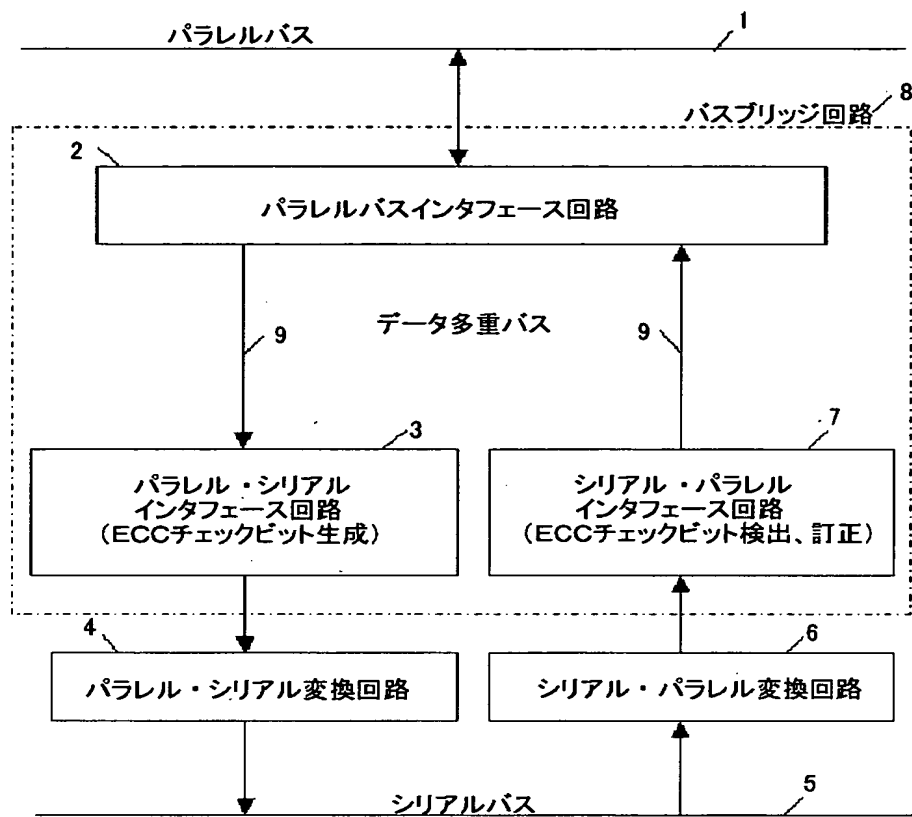 パラレルバス
1
8
バスブリッジ回路
2
パラレルバスインタフェース回路
9
データ多重バス
9
3
パラレル・シリアル
インタフェース回路
(ECCチェックビット生成)
7
シリアル・パラレル
インタフェース回路
(ECCチェックビット検出、訂正)
4
パラレル・シリアル変換回路
6
シリアル・パラレル変換回路
シリアルバス
5